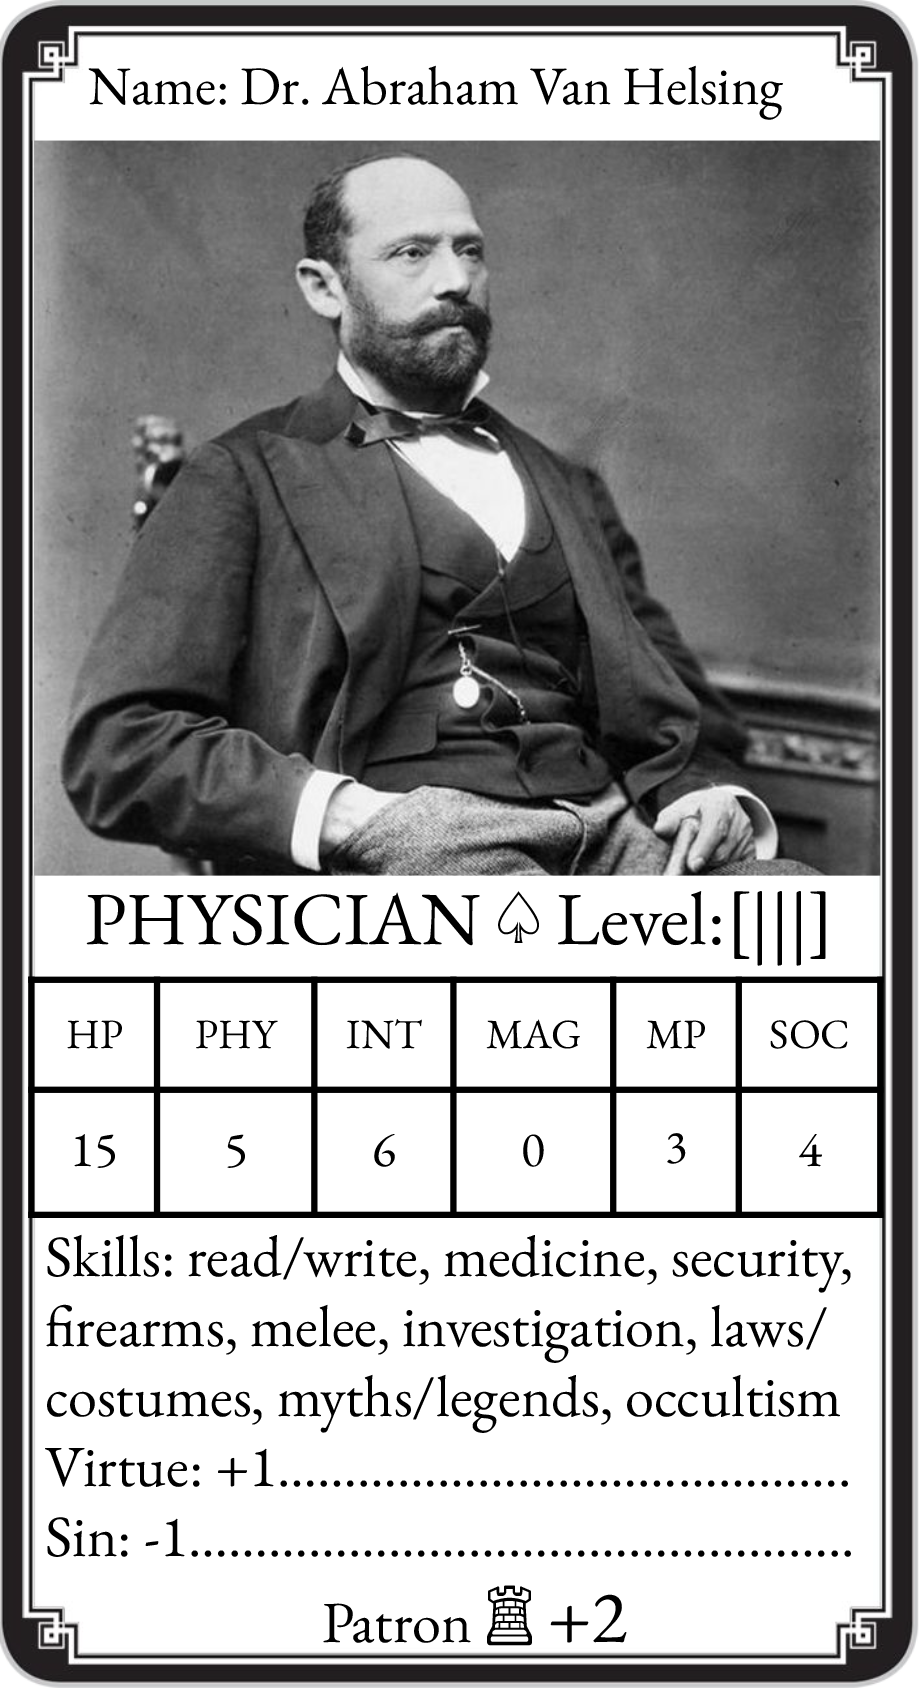 Name: Dr. Abraham Van Helsing
PHYSICIAN ♤ Level:[|||]
HP PHY INT MAG MP SOC
15 5 6 0 3 4
Skills: read/write, medicine, security,
firearms, melee, investigation, laws/
costumes, myths/legends, occultism
Virtue: +1...........................................
Sin: -1..................................................
Patron ♖ +2